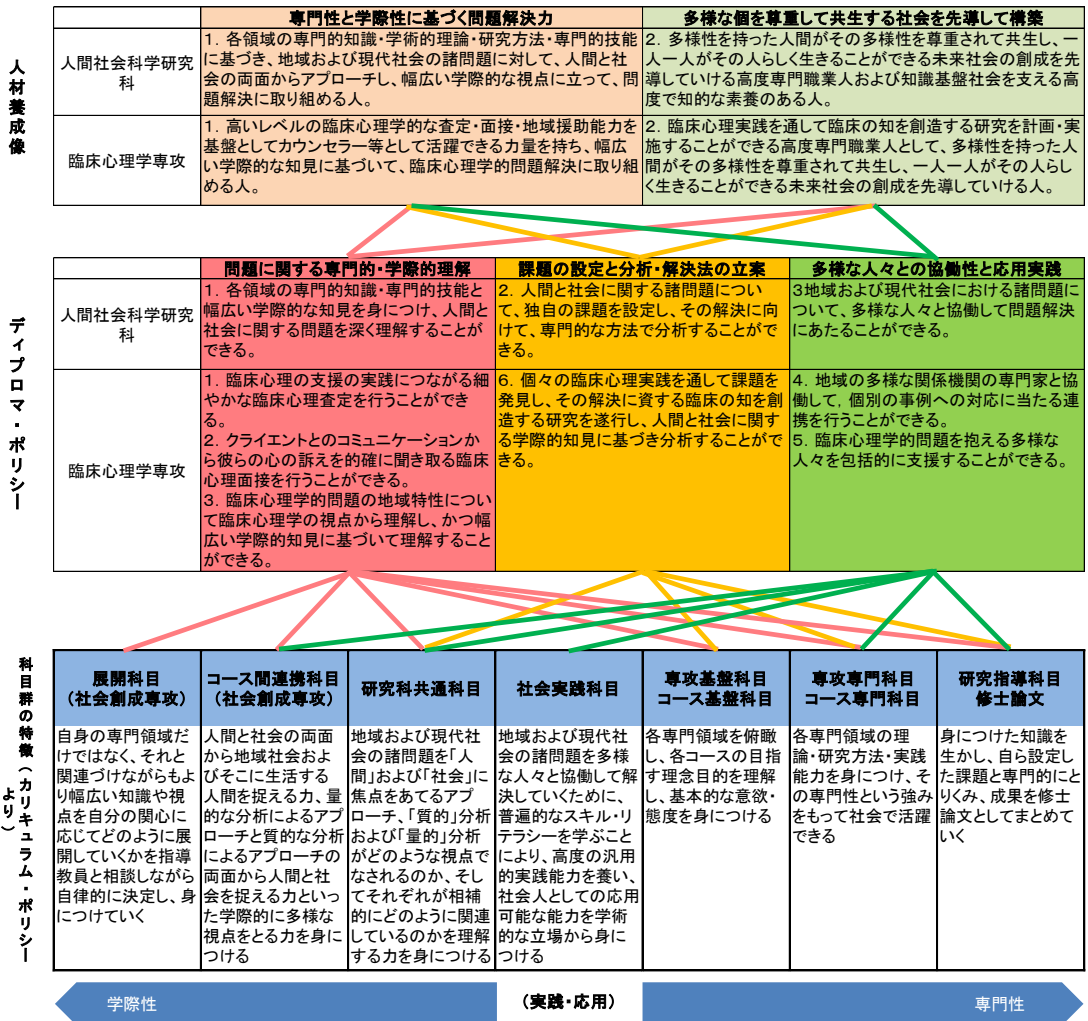 専門性と学際性に基づく問題解決力
多様な個を尊重して共生する社会を先導して構築
人材養成像
人間社会科学研究
科
1．各領域の専門的知識・学術的理論・研究方法・専門的技能
に基づき、地域および現代社会の諸問題に対して、人間と社
会の両面からアプローチし、幅広い学際的な視点に立って、問
題解決に取り組める人。
2．多様性を持った人間がその多様性を尊重されて共生し、一
人一人がその人らしく生きることができる未来社会の創成を先
導していける高度専門職業人および知識基盤社会を支える高
度で知的な素養のある人。
臨床心理学専攻
1．高いレベルの臨床心理学的な査定・面接・地域援助能力を
基盤としてカウンセラー等として活躍できる力量を持ち、幅広
い学際的な知見に基づいて、臨床心理学的問題解決に取り組
める人。
2．臨床心理実践を通して臨床の知を創造する研究を計画・実
施することができる高度専門職業人として、多様性を持った人
間がその多様性を尊重されて共生し、一人一人がその人らし
く生きることができる未来社会の創成を先導していける人。
問題に関する専門的・学際的理解
課題の設定と分析・解決法の立案
多様な人々との協働性と応用実践
ディプロマ・ポリシー
人間社会科学研究
科
1．各領域の専門的知識・専門的技能と
幅広い学際的な知見を身につけ、人間と
社会に関する問題を深く理解することが
できる。
2．人間と社会に関する諸問題につい
て、独自の課題を設定し、その解決に向
けて、専門的な方法で分析することがで
きる。
3地域および現代社会における諸問題に
ついて、多様な人々と協働して問題解決
にあたることができる。
臨床心理学専攻
1．臨床心理の支援の実践につながる細
やかな臨床心理査定を行うことができ
る。
2．クライエントとのコミュニケーションか
ら彼らの心の訴えを的確に聞き取る臨床
心理面接を行うことができる。
3．臨床心理学的問題の地域特性につい
て臨床心理学の視点から理解し、かつ幅
広い学際的知見に基づいて理解すること
ができる。
6．個々の臨床心理実践を通して課題を
発見し、その解決に資する臨床の知を創
造する研究を遂行し、人間と社会に関す
る学際的知見に基づき分析することがで
きる。
4．地域の多様な関係機関の専門家と協
働して，個別の事例への対応に当たる連
携を行うことができる。
5．臨床心理学的問題を抱える多様な
人々を包括的に支援することができる。
科目群の特徴（カリキュラム・ポリシー
より）
展開科目
（社会創成専攻）
コース間連携科目
（社会創成専攻）
研究科共通科目
社会実践科目
専攻基盤科目
コース基盤科目
専攻専門科目
コース専門科目
研究指導科目
修士論文
自身の専門領域だ
けではなく、それと
関連づけながらもよ
り幅広い知識や視
点を自分の関心に
応じてどのように展
開していくかを指導
教員と相談しながら
自律的に決定し、身
につけていく
人間と社会の両面
から地域社会およ
びそこに生活する
人間を捉える力、量
的な分析によるアプ
ローチと質的な分析
によるアプローチの
両面から人間と社
会を捉える力といっ
た学際的に多様な
視点をとる力を身に
つける
地域および現代社
会の諸問題を「人
間」および「社会」に
焦点をあてるアプ
ローチ、「質的」分析
および「量的」分析
がどのような視点で
なされるのか、そし
てそれぞれが相補
的にどのように関連
しているのかを理解
する力を身につける
地域および現代社
会の諸問題を多様
な人々と協働して解
決していくために、
普遍的なスキル・リ
テラシーを学ぶこと
により、高度の汎用
的実践能力を養い、
社会人としての応用
可能な能力を学術
的な立場から身に
つける
各専門領域を俯瞰
し、各コースの目指
す理念目的を理解
し、基本的な意欲・
態度を身につける
各専門領域の理
論・研究方法・実践
能力を身につけ、そ
の専門性という強み
をもって社会で活躍
できる
身につけた知識を
生かし、自ら設定し
た課題と専門的にと
りくみ、成果を修士
論文としてまとめて
いく
学際性
（実践・応用）
専門性